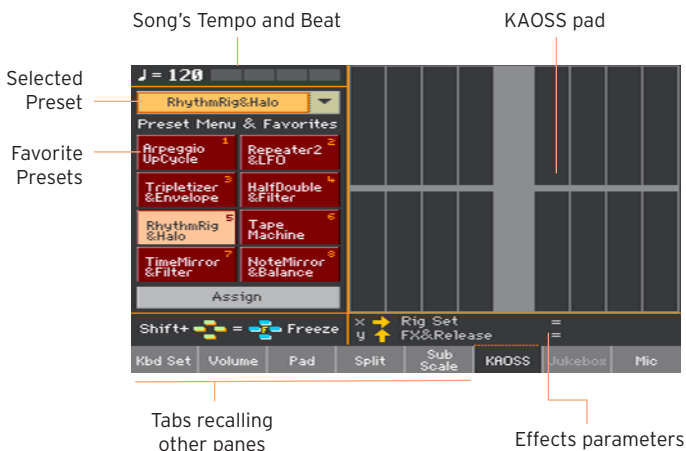 Song's Tempo and Beat
KAOSS pad
Selected
Preset
♩= 120
RhythmRig&Halo
Preset Menu & Favorites
Favorite
Presets
Arpeggio
UpCycle
1
Repeater2
&LFO
2
Tripletizer
&Envelope
3
HalfDouble
&Filter
4
RhythmRig
&Halo
5
Tape
Machine
6
TimeMirror
&Filter
7
NoteMirror
&Balance
8
Assign
Shift+ = F Freeze
x Rig Set =
y FX&Release =
Kbd Set
Volume
Pad
Split
Sub
Scale
KAOSS
Jukebox
Mic
Tabs recalling
other panes
Effects parameters